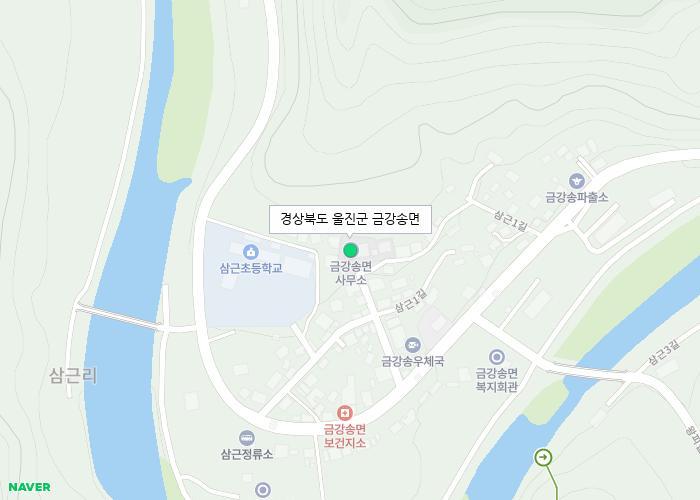 금강송파출소
경상북도 울진군 금강송면
삼근1길
삼근초등학교
금강송면
사무소
삼근1길
금강송우체국
삼근3길
삼근리
금강송면
복지회관
금강송면
보건지소
왕피
삼근정류소
NAVER